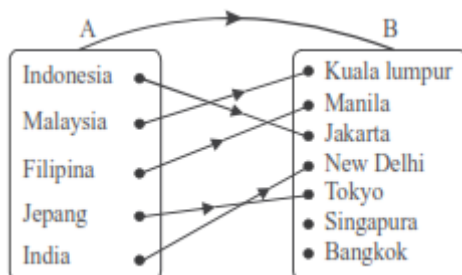 A
B
Indonesia
Malaysia
Filipina
Jepang
India
Kuala lumpur
Manila
Jakarta
New Delhi
Tokyo
Singapura
Bangkok